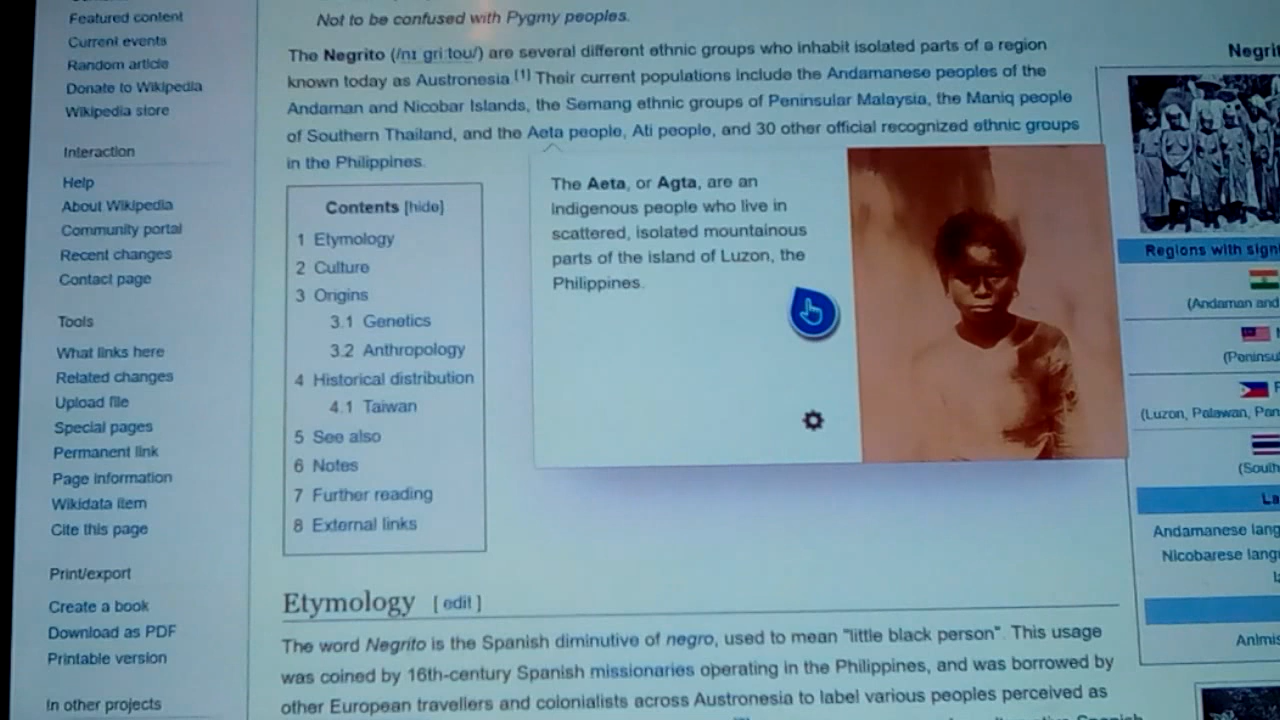 Featured content
Current events
Random article
Donate to Wikipedia
Wikipedia store
Interaction
Help
About Wikipedia
Community portal
Recent changes
Contact page
Tools
What links here
Related changes
Upload file
Special pages
Permanent link
Page information
Wikidata item
Cite this page
Print/export
Create a book
Download as PDF
Printable version
In other projects
Not to be confused with Pygmy peoples.
The Negrito (/nɪˈɡriːtoʊ/) are several different ethnic groups who inhabit isolated parts of a region
known today as Austronesia.[1] Their current populations include the Andamanese peoples of the
Andaman and Nicobar Islands, the Semang ethnic groups of Peninsular Malaysia, the Maniq people
of Southern Thailand, and the Aeta people, Ati people, and 30 other official recognized ethnic groups
in the Philippines.
The Aeta, or Agta, are an
indigenous people who live in
scattered, isolated mountainous
parts of the island of Luzon, the
Philippines.
Contents [hide]
1 Etymology
2 Culture
3 Origins
3.1 Genetics
3.2 Anthropology
4 Historical distribution
4.1 Taiwan
5 See also
6 Notes
7 Further reading
8 External links
Etymology [ edit ]
The word Negrito is the Spanish diminutive of negro, used to mean "little black person". This usage
was coined by 16th-century Spanish missionaries operating in the Philippines, and was borrowed by
other European travellers and colonialists across Austronesia to label various peoples perceived as
Negrit
Regions with sign
(Andaman and
(Peninsu
(Luzon, Palawan, Pan
(South
La
Andamanese lang
Nicobarese langu
Animis